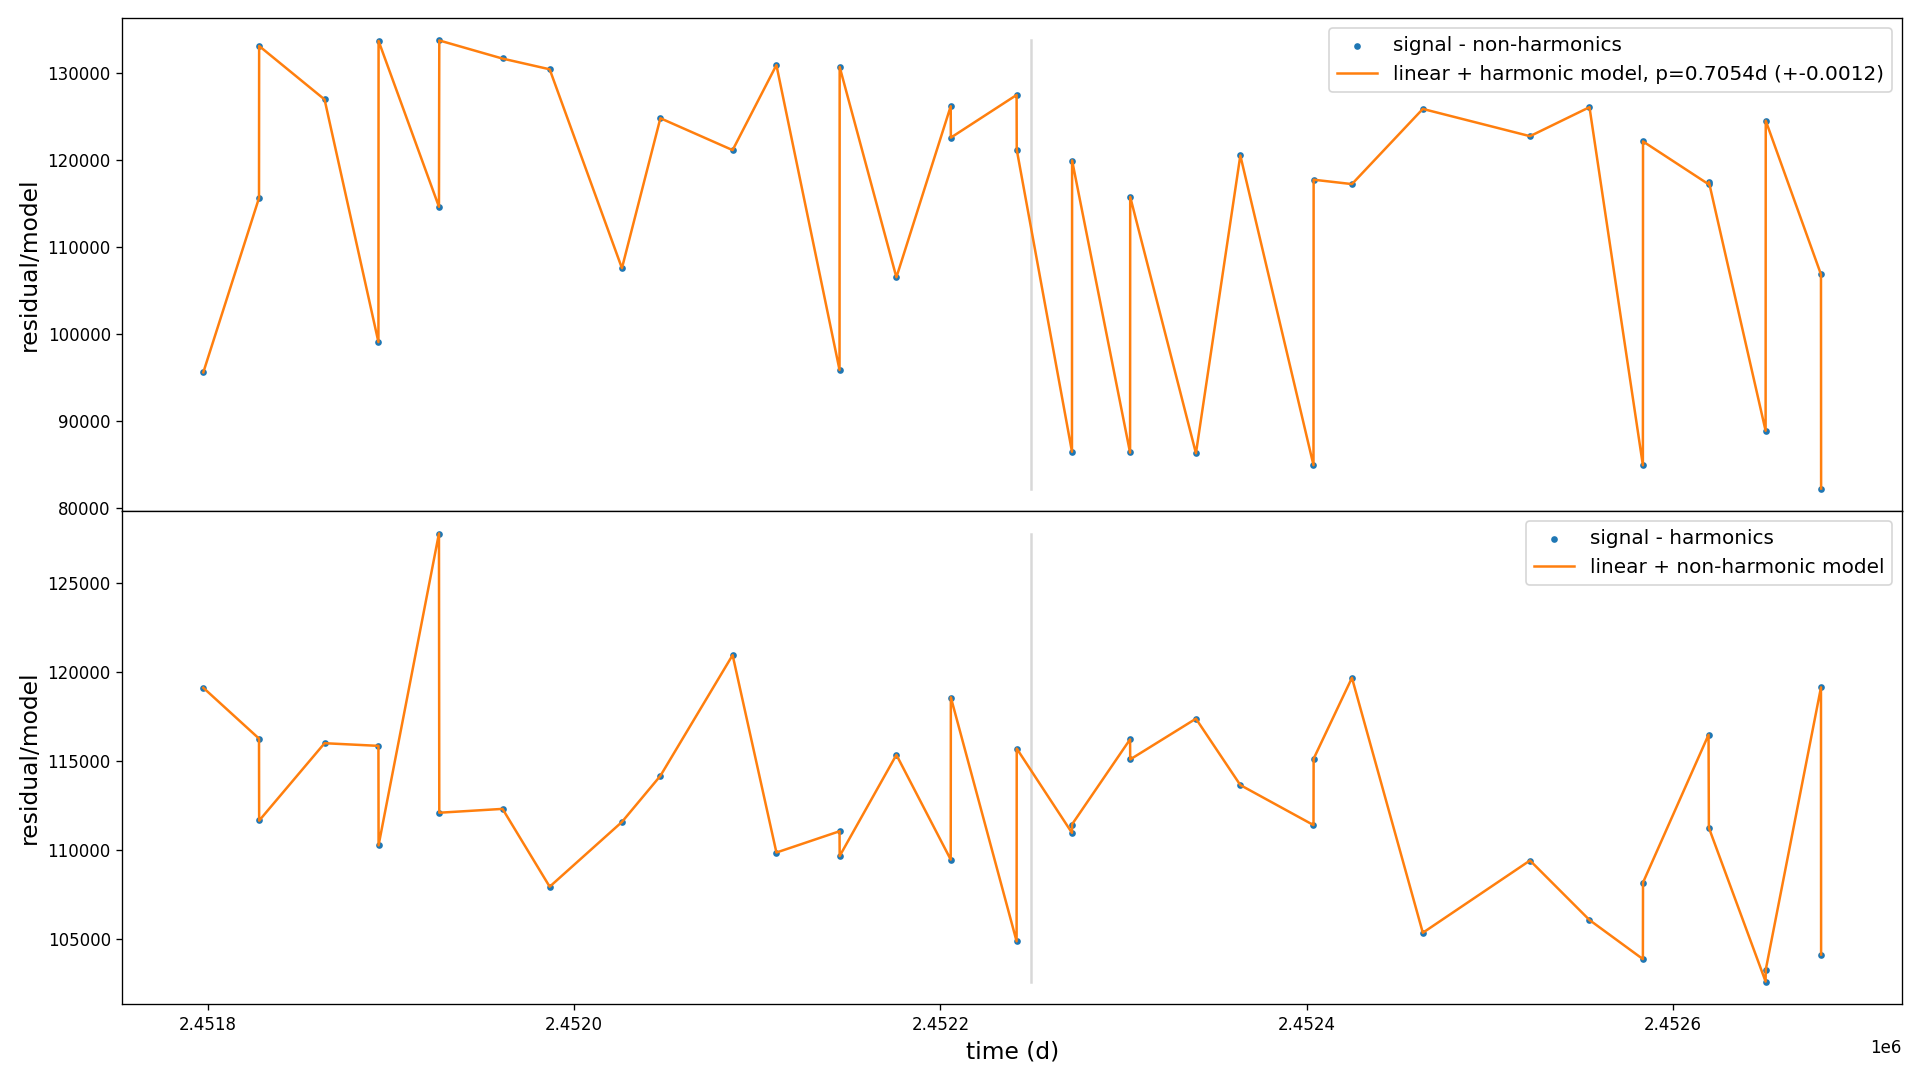 signal - non-harmonics
linear + harmonic model, p=0.7054d (+-0.0012)
130000
120000
110000
100000
90000
80000
residual/model
signal - harmonics
linear + non-harmonic model
125000
120000
115000
110000
105000
residual/model
2.4518 2.4520 2.4522 2.4524 2.4526
time (d)
1e6